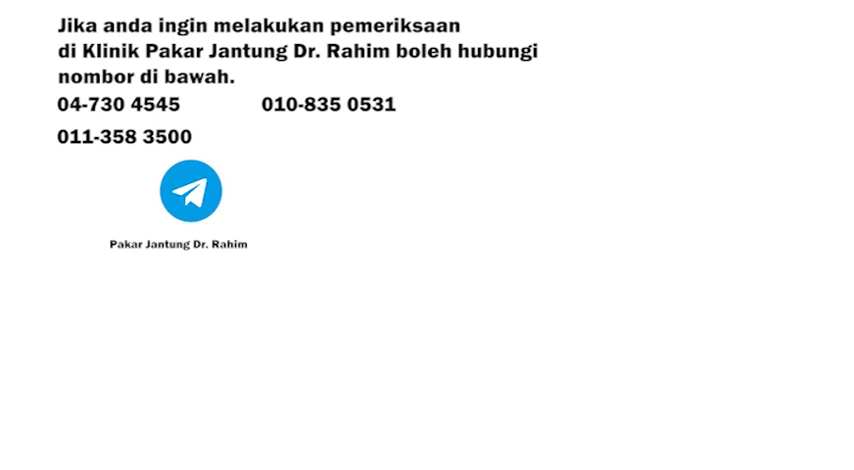 Jika anda ingin melakukan pemeriksaan
di Klinik Pakar Jantung Dr. Rahim boleh hubungi
nombor di bawah.
04-730 4545 010-835 0531
011-358 3500
Pakar Jantung Dr. Rahim